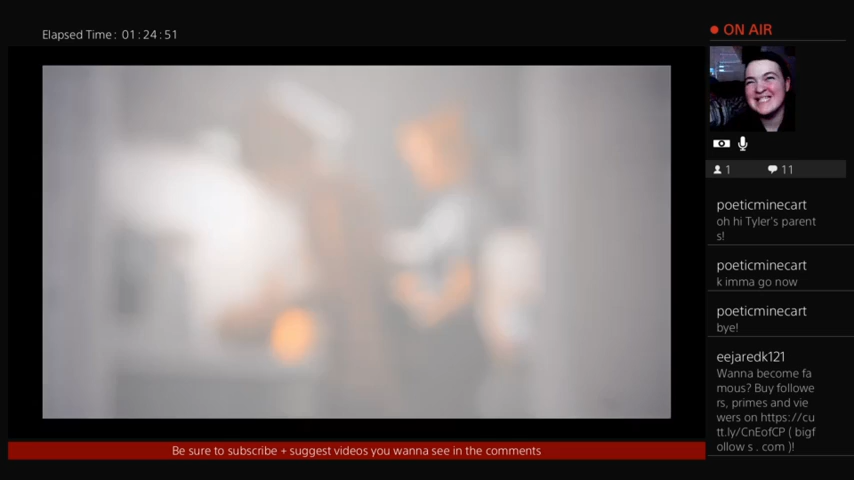 Elapsed Time: 01:24:51
ON AIR
1 11
poeticminecart
oh hi Tyler's parent
s!
poeticminecart
k imma go now
poeticminecart
bye!
eejaredk121
Wanna become fa
mous? Buy followe
rs, primes and vie
wers on https://cu
tt.ly/CnEofCP ( bigf
ollow s . com )!
Be sure to subscribe + suggest videos you wanna see in the comments